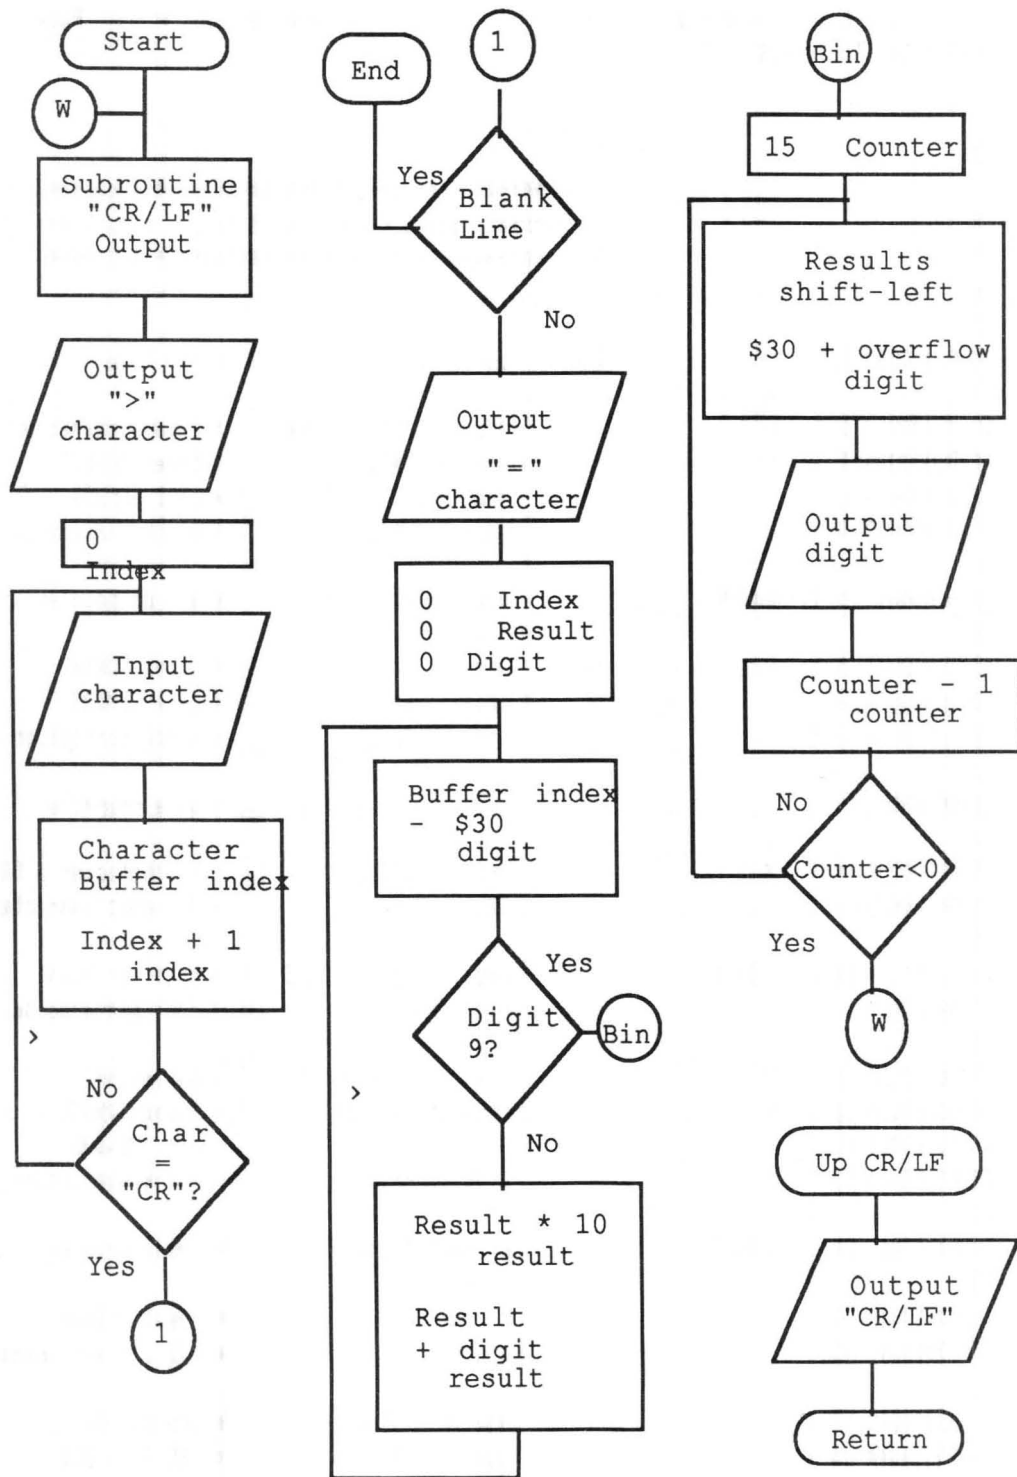 Start
W
Subroutine
"CR/LF"
Output
Output
">"
character
0
Index
Input
character
Character
Buffer index
Index + 1
index
>
No
Char
=
"CR"?
Yes
1
End
1
Yes
Blank
Line
No
Output
"="
character
0 Index
0 Result
0 Digit
Buffer index
- $30
digit
Yes
Digit
9?
Bin
>
No
Result * 10
result
Result
+ digit
result
Bin
15 Counter
Results
shift-left
$30 + overflow
digit
Output
digit
Counter - 1
counter
No
Counter<0
Yes
W
Up CR/LF
Output
"CR/LF"
Return